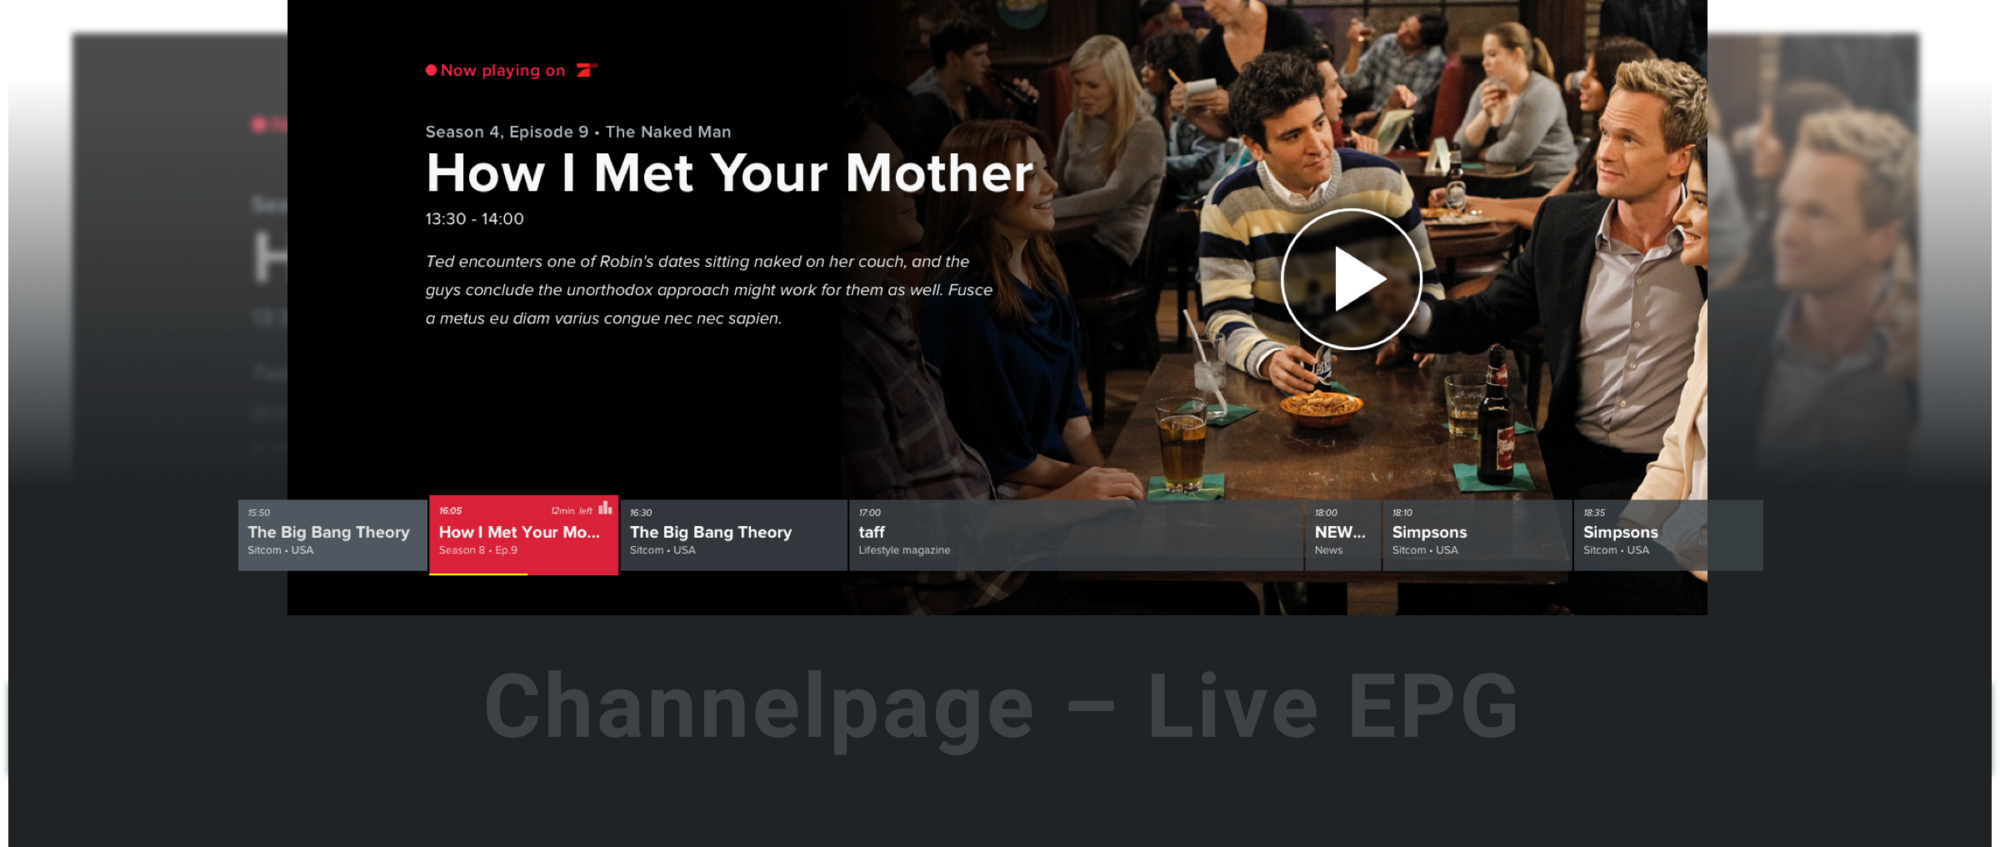 Now playing on
Season 4, Episode 9 • The Naked Man
How I Met Your Mother
13:30 - 14:00
Ted encounters one of Robin's dates sitting naked on her couch, and the
guys conclude the unorthodox approach might work for them as well. Fusce
a metus eu diam varius congue nec nec sapien.
15:50
The Big Bang Theory
Sitcom • USA
16:05 12min. left
How I Met Your Mo...
Season 8 • Ep.9
16:30
The Big Bang Theory
Sitcom • USA
17:00
taff
Lifestyle magazine
18:00
NEW...
News
18:10
Simpsons
Sitcom • USA
18:35
Simpsons
Sitcom • USA
Channelpage – Live EPG